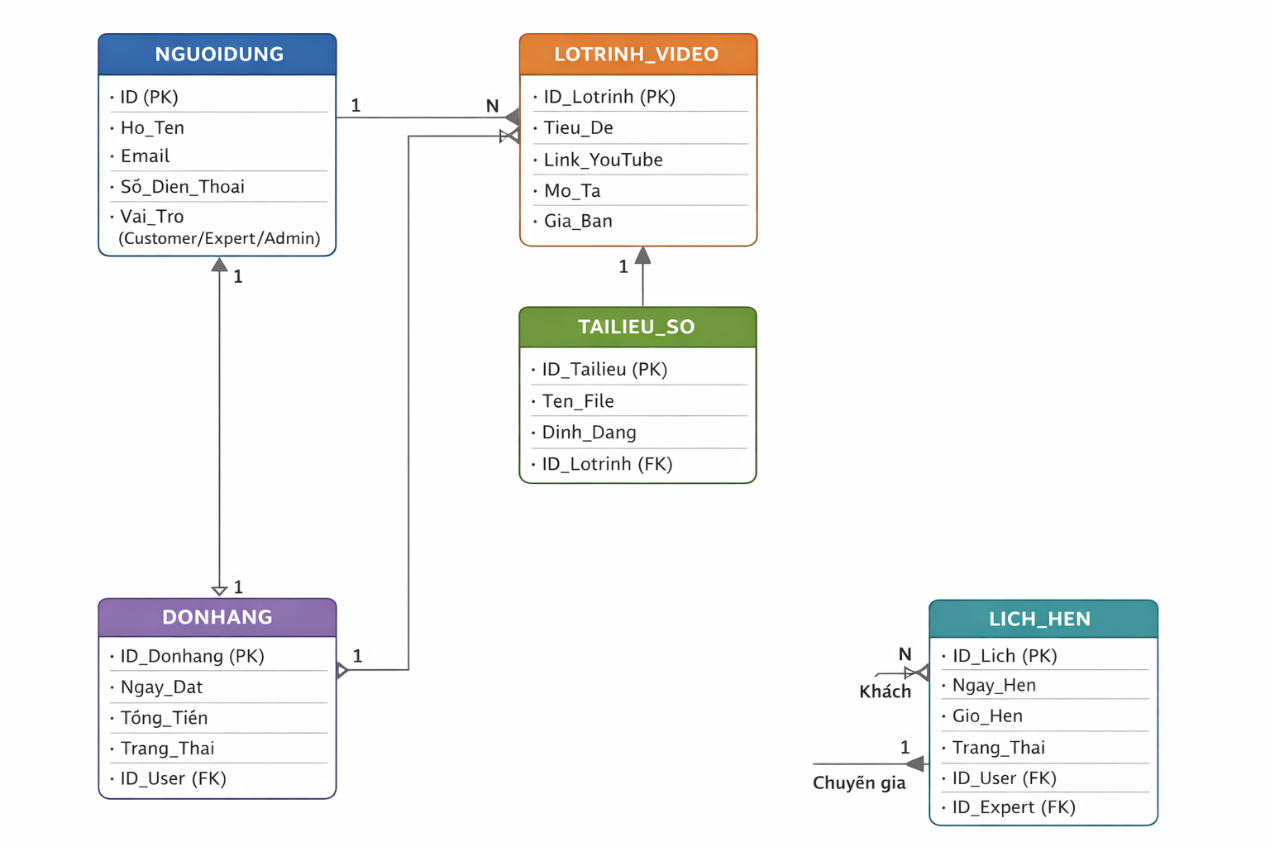 NGUOIDUNG
· ID (PK)
· Ho_Ten
Email
· Số_Dien_Thoai
· Vai_Tro
(Customer/Expert/Admin)
1
N
LOTRINH_VIDEO
· ID_Lotrinh (PK)
· Tieu_De
· Link_YouTube
· Mo_Ta
· Gia_Ban
1
1
TAILIEU_SO
· ID_Tailieu (PK)
· Ten_File
· Dinh_Dang
· ID_Lotrinh (FK)
1
DONHANG
· ID_Donhang (PK)
· Ngay_Dat
· Tống_Tiến
· Trang_Thai
· ID_User (FK)
1
N
Khách
1
Chuyẽn gia
LICH_HEN
· ID_Lich (PK)
· Ngay_Hen
· Gio_Hen
· Trang_Thai
· ID_User (FK)
· ID_Expert (FK)